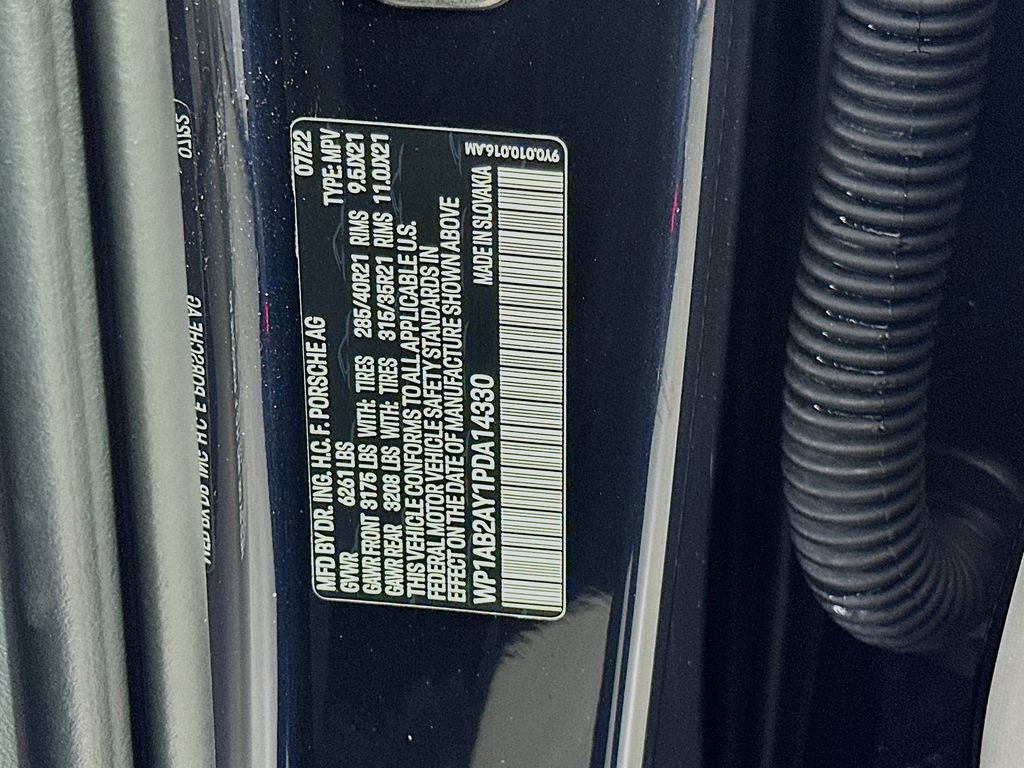 MFD BY DR. ING. H.C. F. PORSCHE AG 07/22
GVWR 6261 LBS TYPE: MPV
GAWR FRONT 3175 LBS WITH: TIRES 285/40R21 RIMS 9.5JX21
GAWR REAR 3208 LBS WITH: TIRES 315/35R21 RIMS 11.0JX21
THIS VEHICLE CONFORMS TO ALL APPLICABLE U.S.
FEDERAL MOTOR VEHICLE SAFETY STANDARDS IN
EFFECT ON THE DATE OF MANUFACTURE SHOWN ABOVE
WP1AB2AY1PDA14330 MADE IN SLOVAKIA
9Y0.010.016.AM